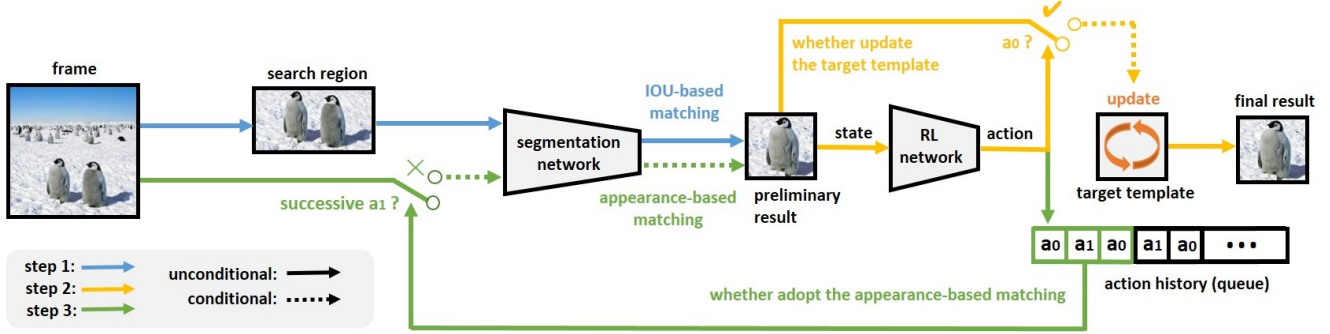 frame
search region
IOU-based
matching
segmentation
network
appearance-based
matching
successive a1 ?
preliminary
result
state
RL
network
action
whether update
the target template
a0 ?
update
target template
final result
a0 a1 a0 a1 a0 •••
action history (queue)
whether adopt the appearance-based matching
step 1:
step 2:
step 3:
unconditional:
conditional: